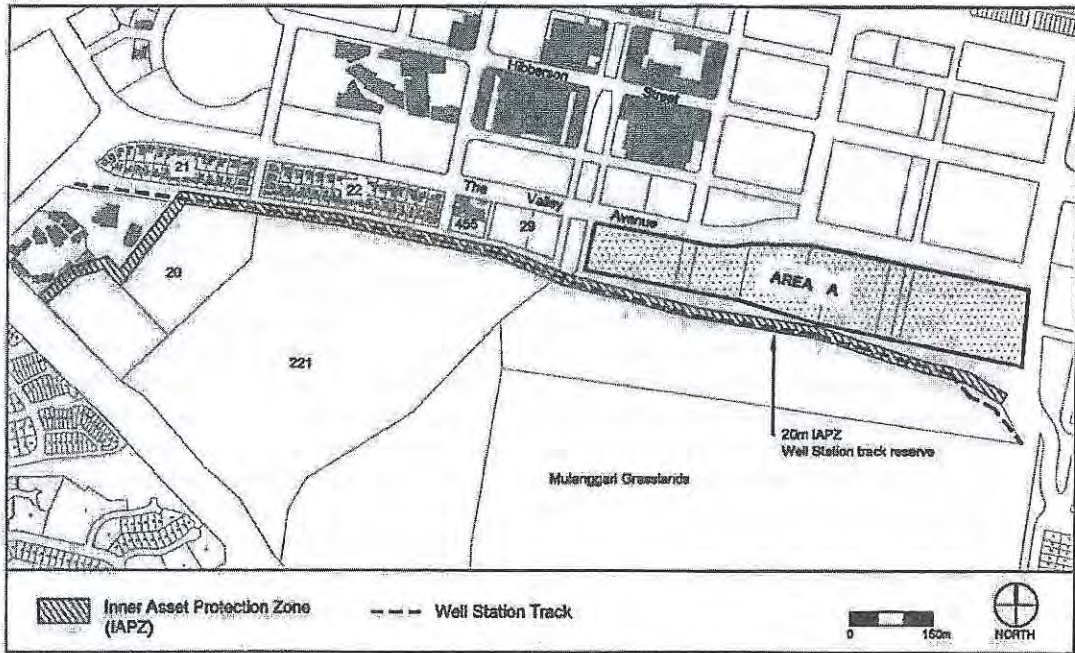 Hibberson
Street
21
22
The
Valley
Avenue
455
29
AREA A
20
221
20m IAPZ
Well Station track reserve
Mulanggari Grasslands
Inner Asset Protection Zone
(IAPZ)
Well Station Track
0 150m
NORTH